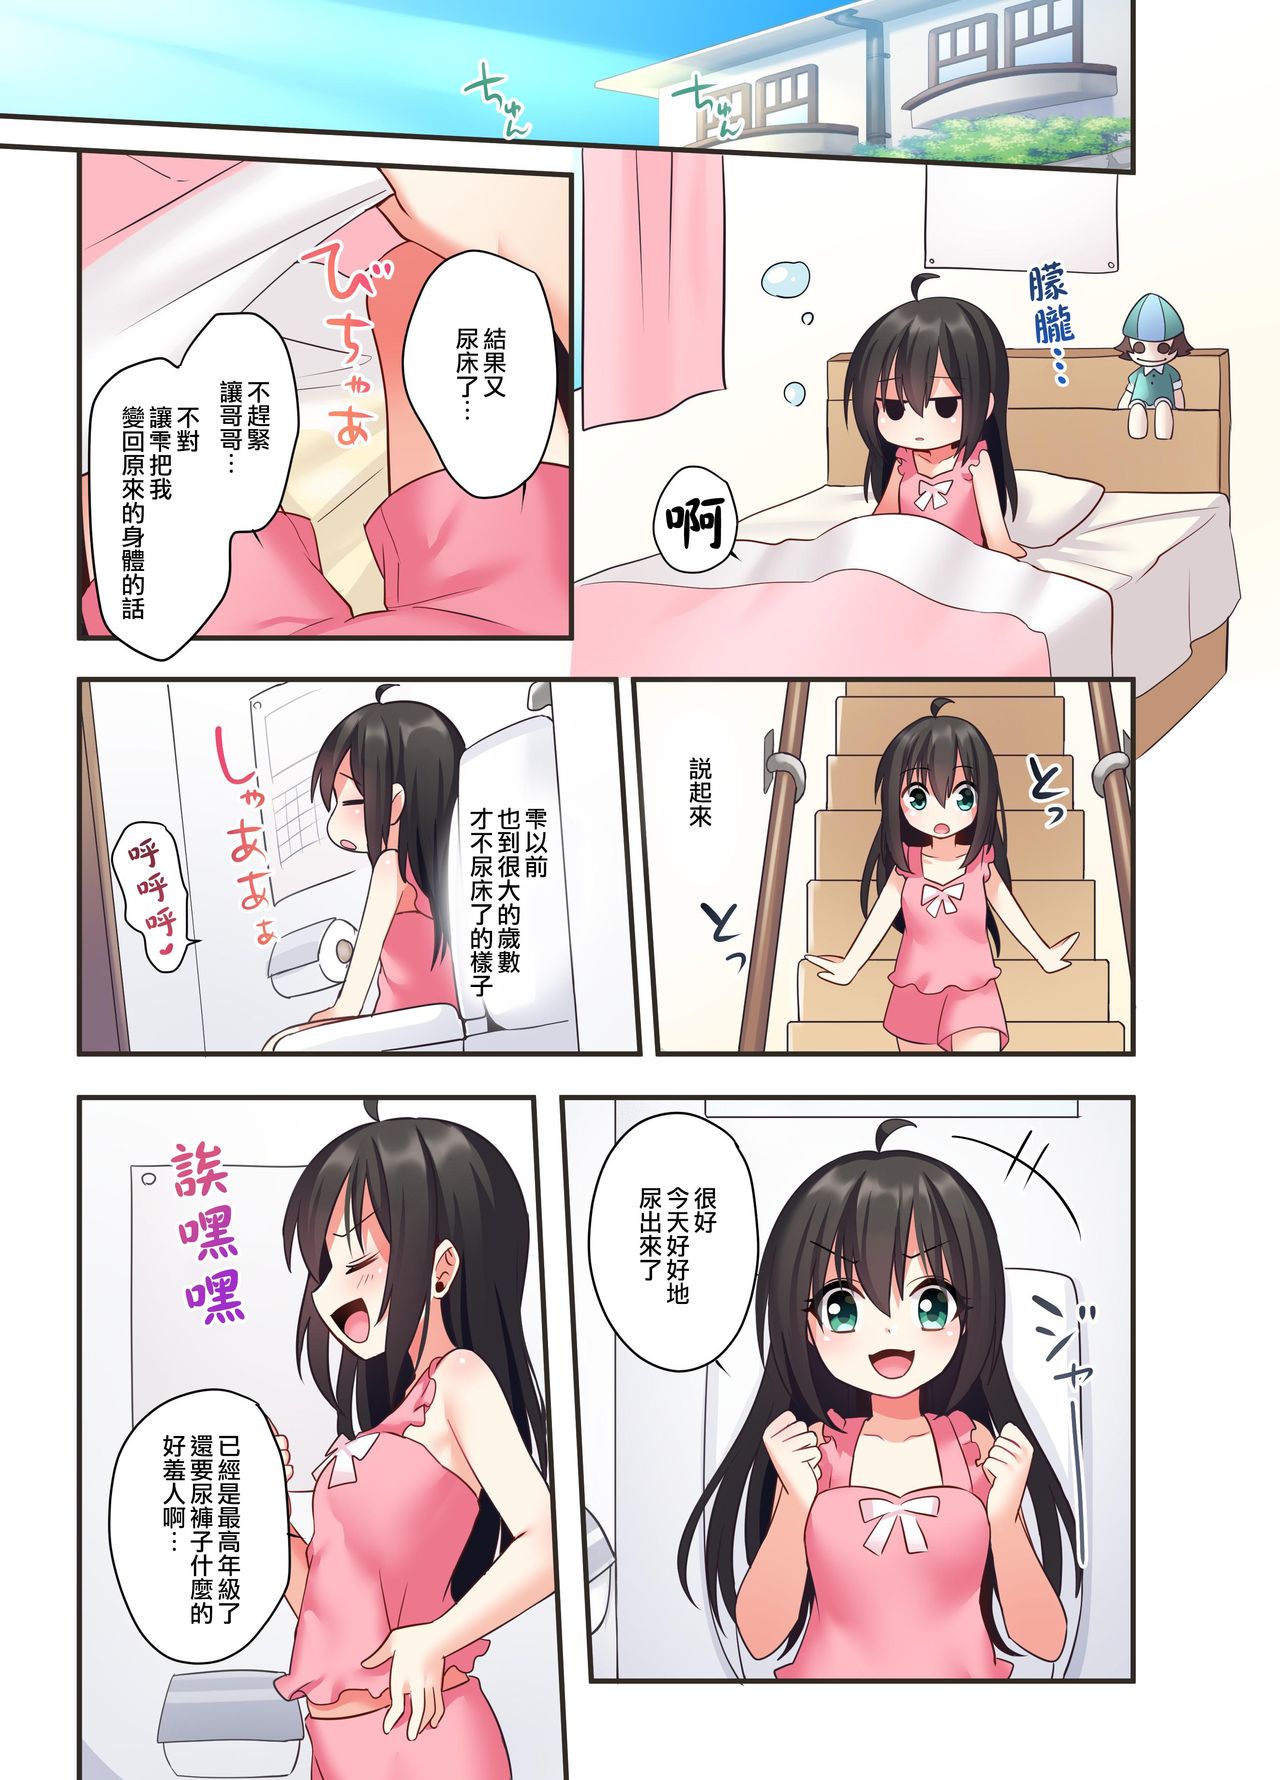 ちゅん
ちゅん
朦朧…
啊
結果又
尿床了…
びちゃぁ
不趕緊
讓哥哥…
不對
讓雫把我
變回原來的身體的話
とっ
とっ
説起來
雫以前
也到很大的歲數
才不尿床了的樣子
しゃあああぁ
呼呼呼♥
ジャー
很好
今天好好地
尿出來了
誒嘿嘿
已經是最高年級了
還要尿褲子什麼的
好羞人啊…